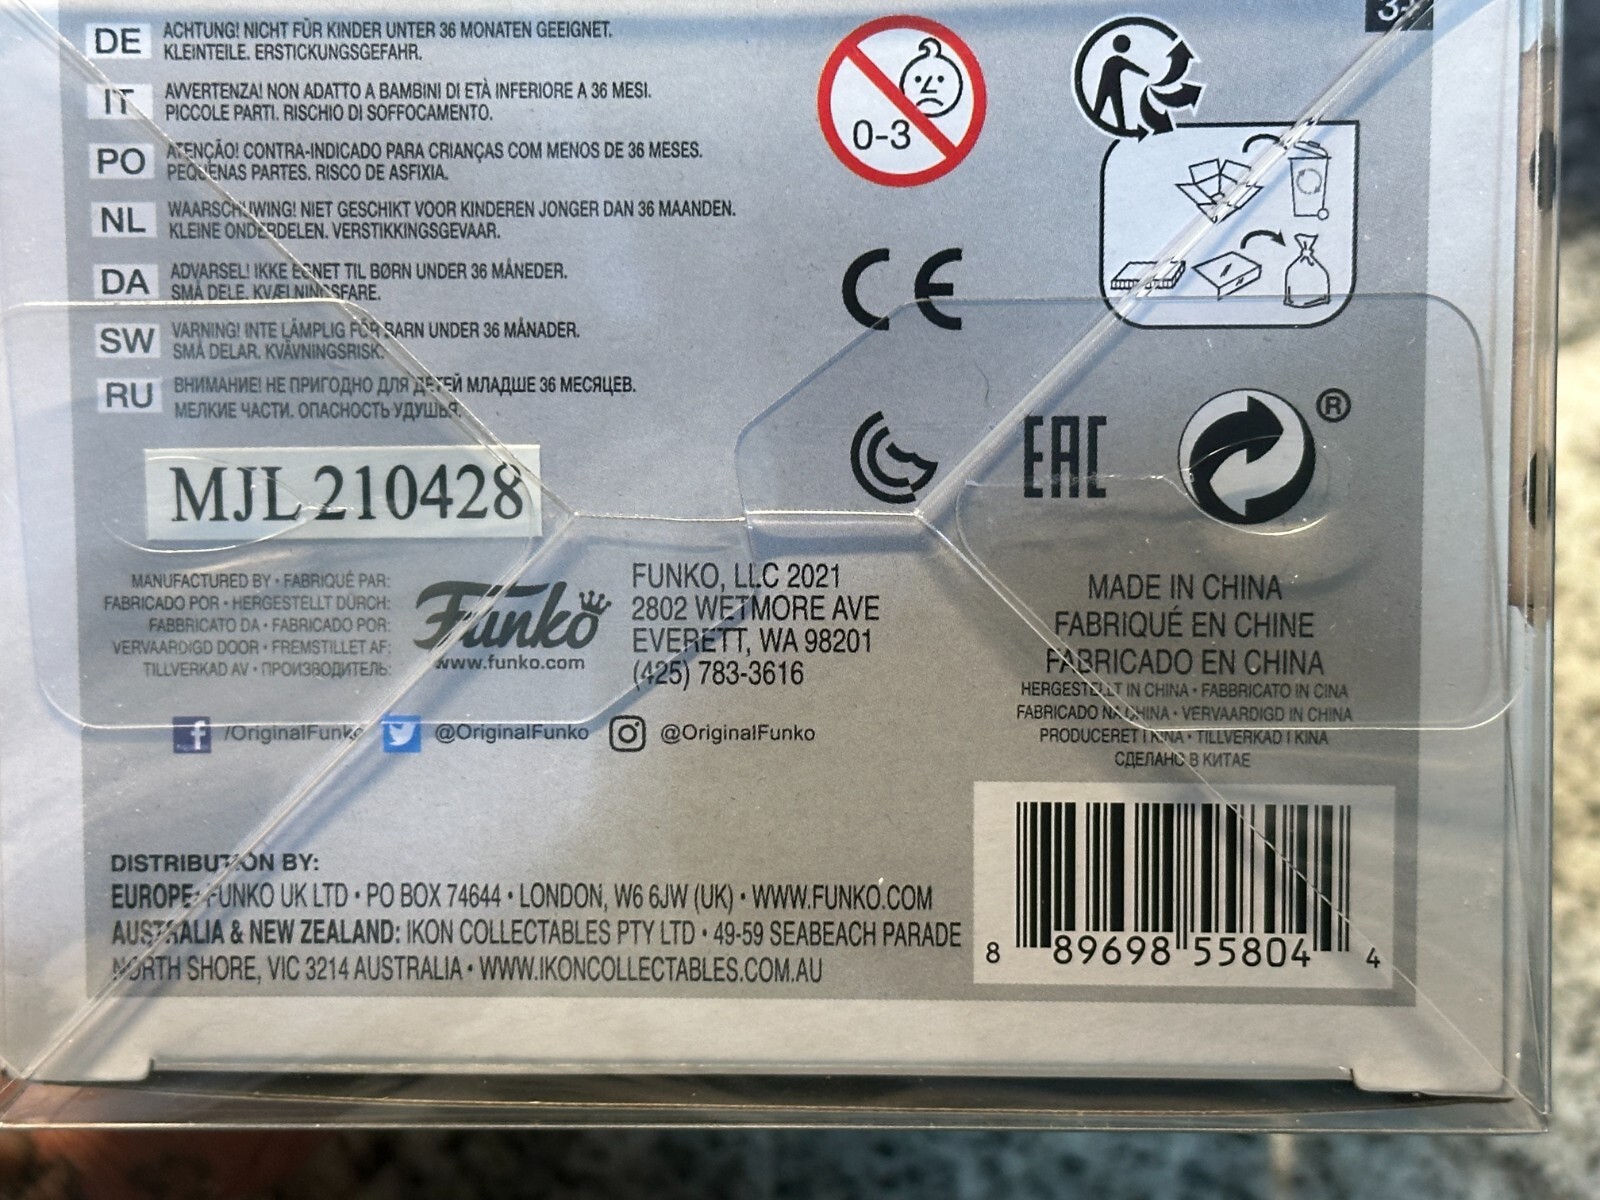 DE ACHTUNG! NICHT FÜR KINDER UNTER 36 MONATEN GEEIGNET.
KLEINTEILE. ERSTICKUNGSGEFAHR.
IT AVVERTENZA! NON ADATTO A BAMBINI DI ETÀ INFERIORE A 36 MESI.
PICCOLE PARTI. RISCHIO DI SOFFOCAMENTO.
PO ATENÇÃO! CONTRA-INDICADO PARA CRIANÇAS COM MENOS DE 36 MESES.
PEQUENAS PARTES. RISCO DE ASFIXIA.
NL WAARSCHUWING! NIET GESCHIKT VOOR KINDEREN JONGER DAN 36 MAANDEN.
KLEINE ONDERDELEN. VERSTIKKINGSGEVAAR.
DA ADVARSEL! IKKE EGNET TIL BØRN UNDER 36 MÅNEDER.
SMÅ DELE. KVÆLNINGSFARE.
SW VARNING! INTE LÄMPLIG FÖR BARN UNDER 36 MÅNADER.
SMÅ DELAR. KVÄVNINGSRISK.
RU ВНИМАНИЕ! НЕ ПРИГОДНО ДЛЯ ДЕТЕЙ МЛАДШЕ 36 МЕСЯЦЕВ.
МЕЛКИЕ ЧАСТИ. ОПАСНОСТЬ УДУШЬЯ.
0-3
CE
EAC
®
MJL 210428
MANUFACTURED BY • FABRIQUÉ PAR:
FABRICADO POR • HERGESTELLT DÜRCH:
FABBRICATO DA • FABRICADO POR:
VERVAARDIGD DOOR • FREMSTILLET AF:
TILLVERKAD AV • ПРОИЗВОДИТЕЛЬ:
Funko
www.funko.com
FUNKO, LLC 2021
2802 WETMORE AVE
EVERETT, WA 98201
(425) 783-3616
MADE IN CHINA
FABRIQUÉ EN CHINE
FABRICADO EN CHINA
HERGESTELLT IN CHINA • FABBRICATO IN CINA
FABRICADO NA CHINA • VERVAARDIGD IN CHINA
PRODUCERET I KINA • TILLVERKAD I KINA
СДЕЛАНО В КИТАЕ
/OriginalFunko @OriginalFunko @OriginalFunko
DISTRIBUTION BY:
EUROPE: FUNKO UK LTD • PO BOX 74644 • LONDON, W6 6JW (UK) • WWW.FUNKO.COM
AUSTRALIA & NEW ZEALAND: IKON COLLECTABLES PTY LTD • 49-59 SEABEACH PARADE
NORTH SHORE, VIC 3214 AUSTRALIA • WWW.IKONCOLLECTABLES.COM.AU
8 89698 55804 4